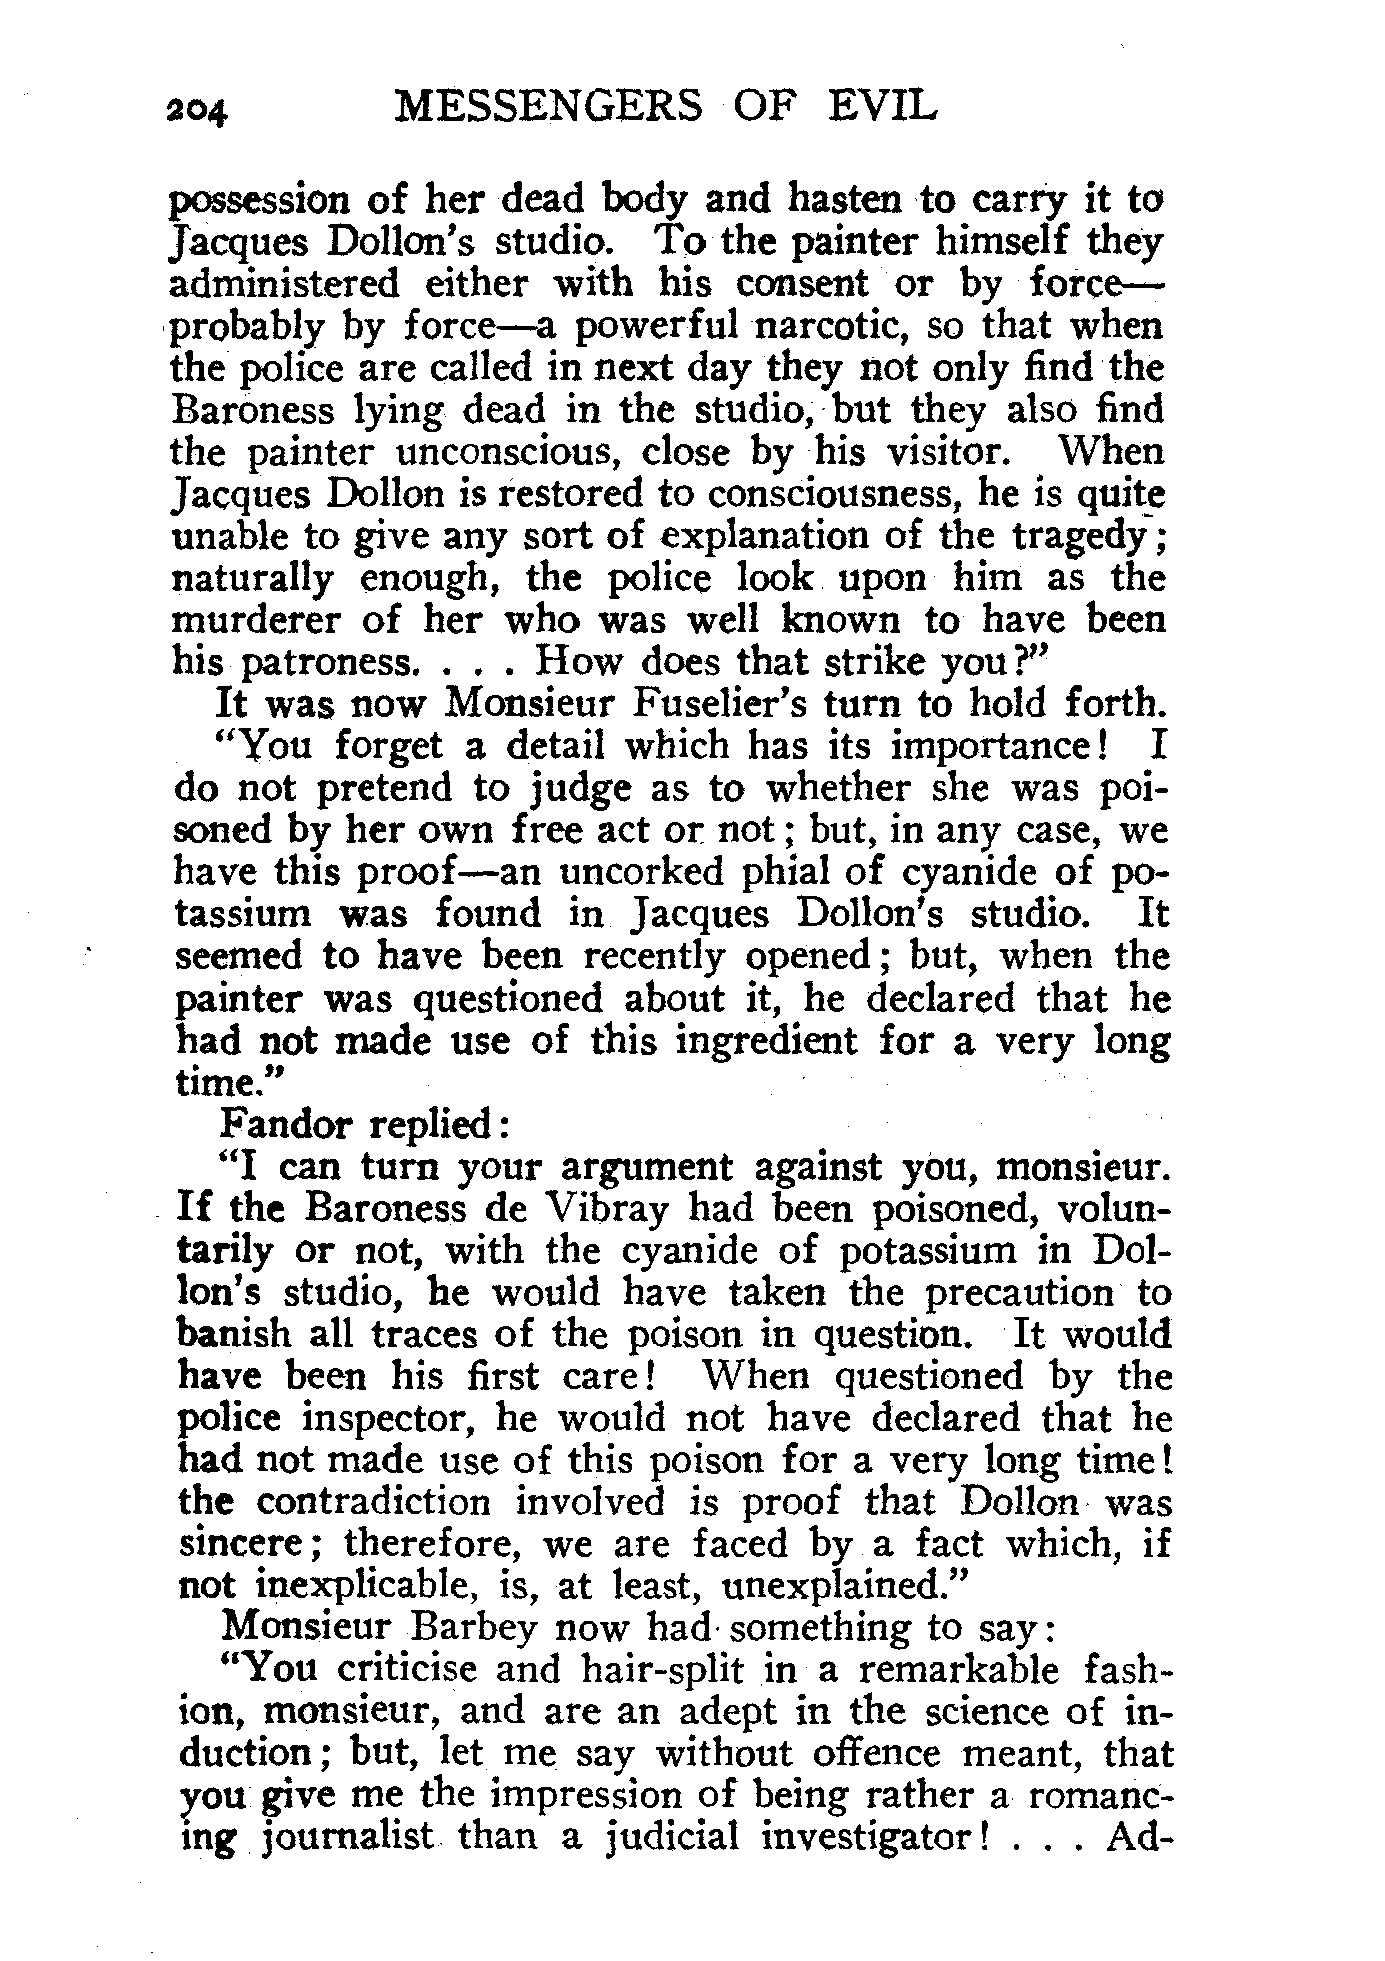 204 MESSENGERS OF EVIL
possession of her dead body and hasten to carry it to
Jacques Dollon's studio. To the painter himself they
administered either with his consent or by force—
probably by force—a powerful narcotic, so that when
the police are called in next day they not only find the
Baroness lying dead in the studio, but they also find
the painter unconscious, close by his visitor. When
Jacques Dollon is restored to consciousness, he is quite
unable to give any sort of explanation of the tragedy;
naturally enough, the police look upon him as the
murderer of her who was well known to have been
his patroness. . . . How does that strike you?"
It was now Monsieur Fuselier's turn to hold forth.
"You forget a detail which has its importance! I
do not pretend to judge as to whether she was poi-
soned by her own free act or not; but, in any case, we
have this proof—an uncorked phial of cyanide of po-
tassium was found in Jacques Dollon's studio. It
seemed to have been recently opened; but, when the
painter was questioned about it, he declared that he
had not made use of this ingredient for a very long
time."
Fandor replied:
"I can turn your argument against you, monsieur.
If the Baroness de Vibray had been poisoned, volun-
tarily or not, with the cyanide of potassium in Dol-
lon's studio, he would have taken the precaution to
banish all traces of the poison in question. It would
have been his first care! When questioned by the
police inspector, he would not have declared that he
had not made use of this poison for a very long time!
the contradiction involved is proof that Dollon was
sincere; therefore, we are faced by a fact which, if
not inexplicable, is, at least, unexplained."
Monsieur Barbey now had something to say:
"You criticise and hair-split in a remarkable fash-
ion, monsieur, and are an adept in the science of in-
duction; but, let me say without offence meant, that
you give me the impression of being rather a romanc-
ing journalist than a judicial investigator! . . . Ad-